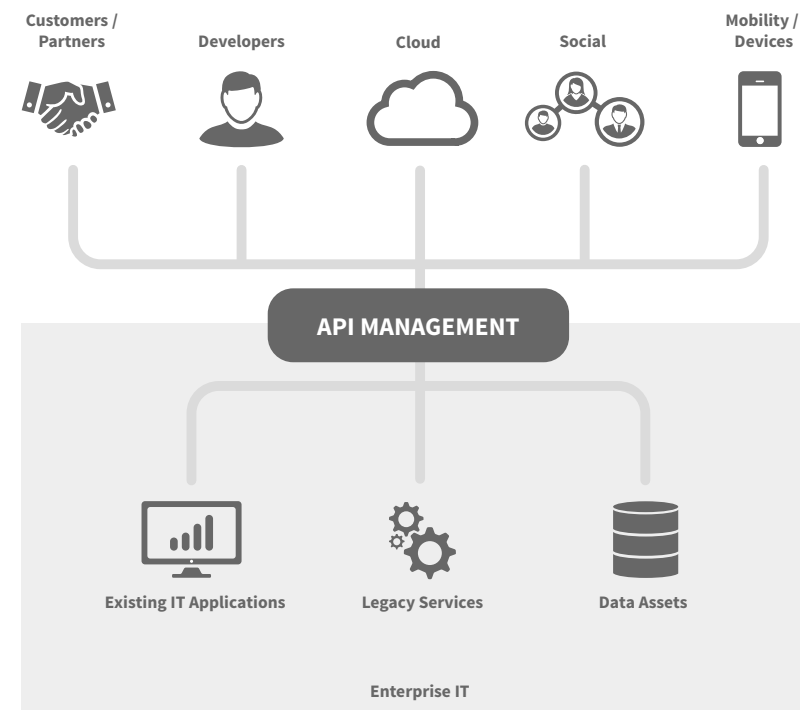 Customers /
Partners
Developers
Cloud
Social
Mobility /
Devices
API MANAGEMENT
Existing IT Applications
Legacy Services
Data Assets
Enterprise IT